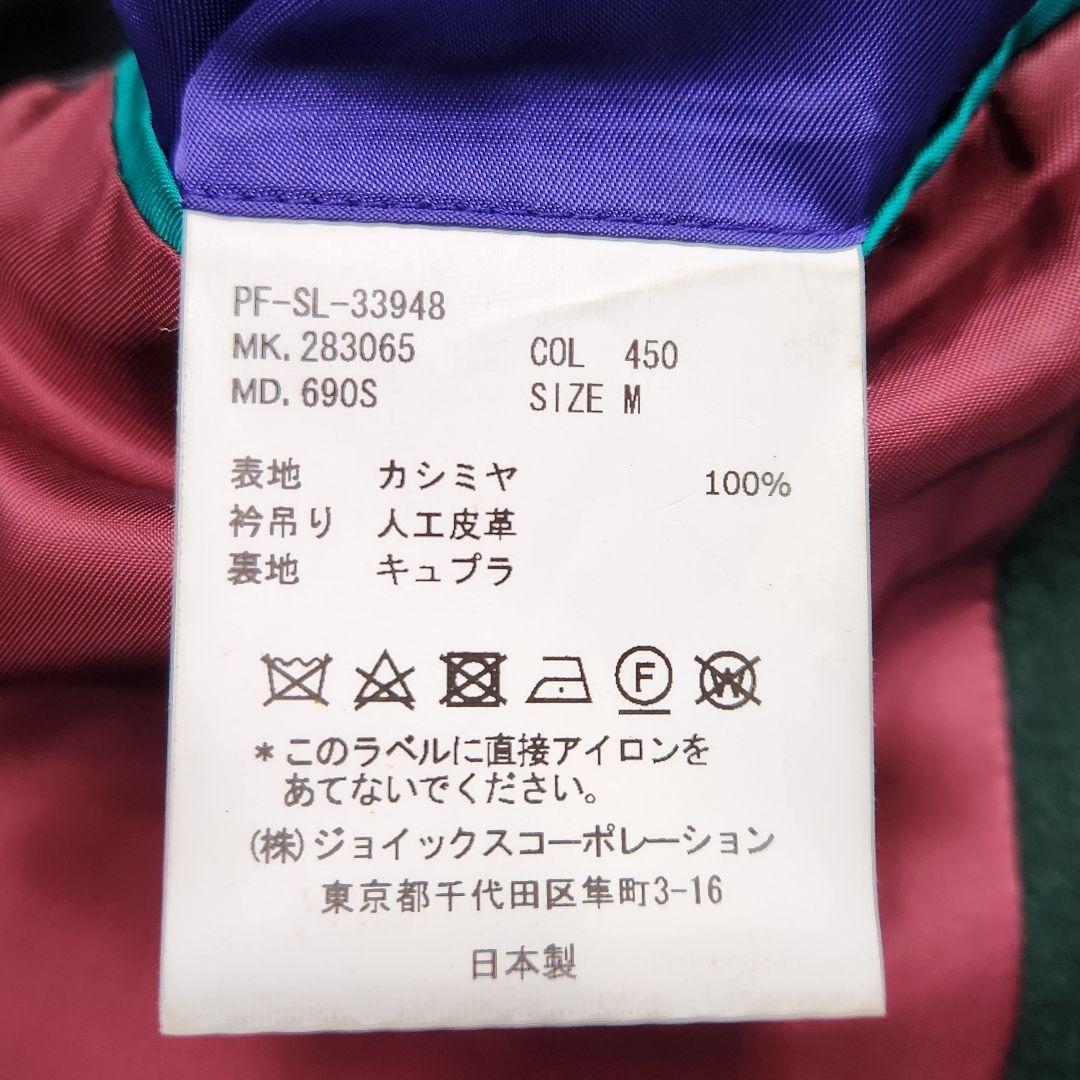 PF-SL-33948
MK. 283065 COL 450
MD. 690S SIZE M
表地 カシミヤ 100%
衿吊り 人工皮革
裏地 キュプラ
F W
*このラベルに直接アイロンを
あてないでください。
(株)ジョイックスコーポレーション
東京都千代田区隼町3-16
日本製